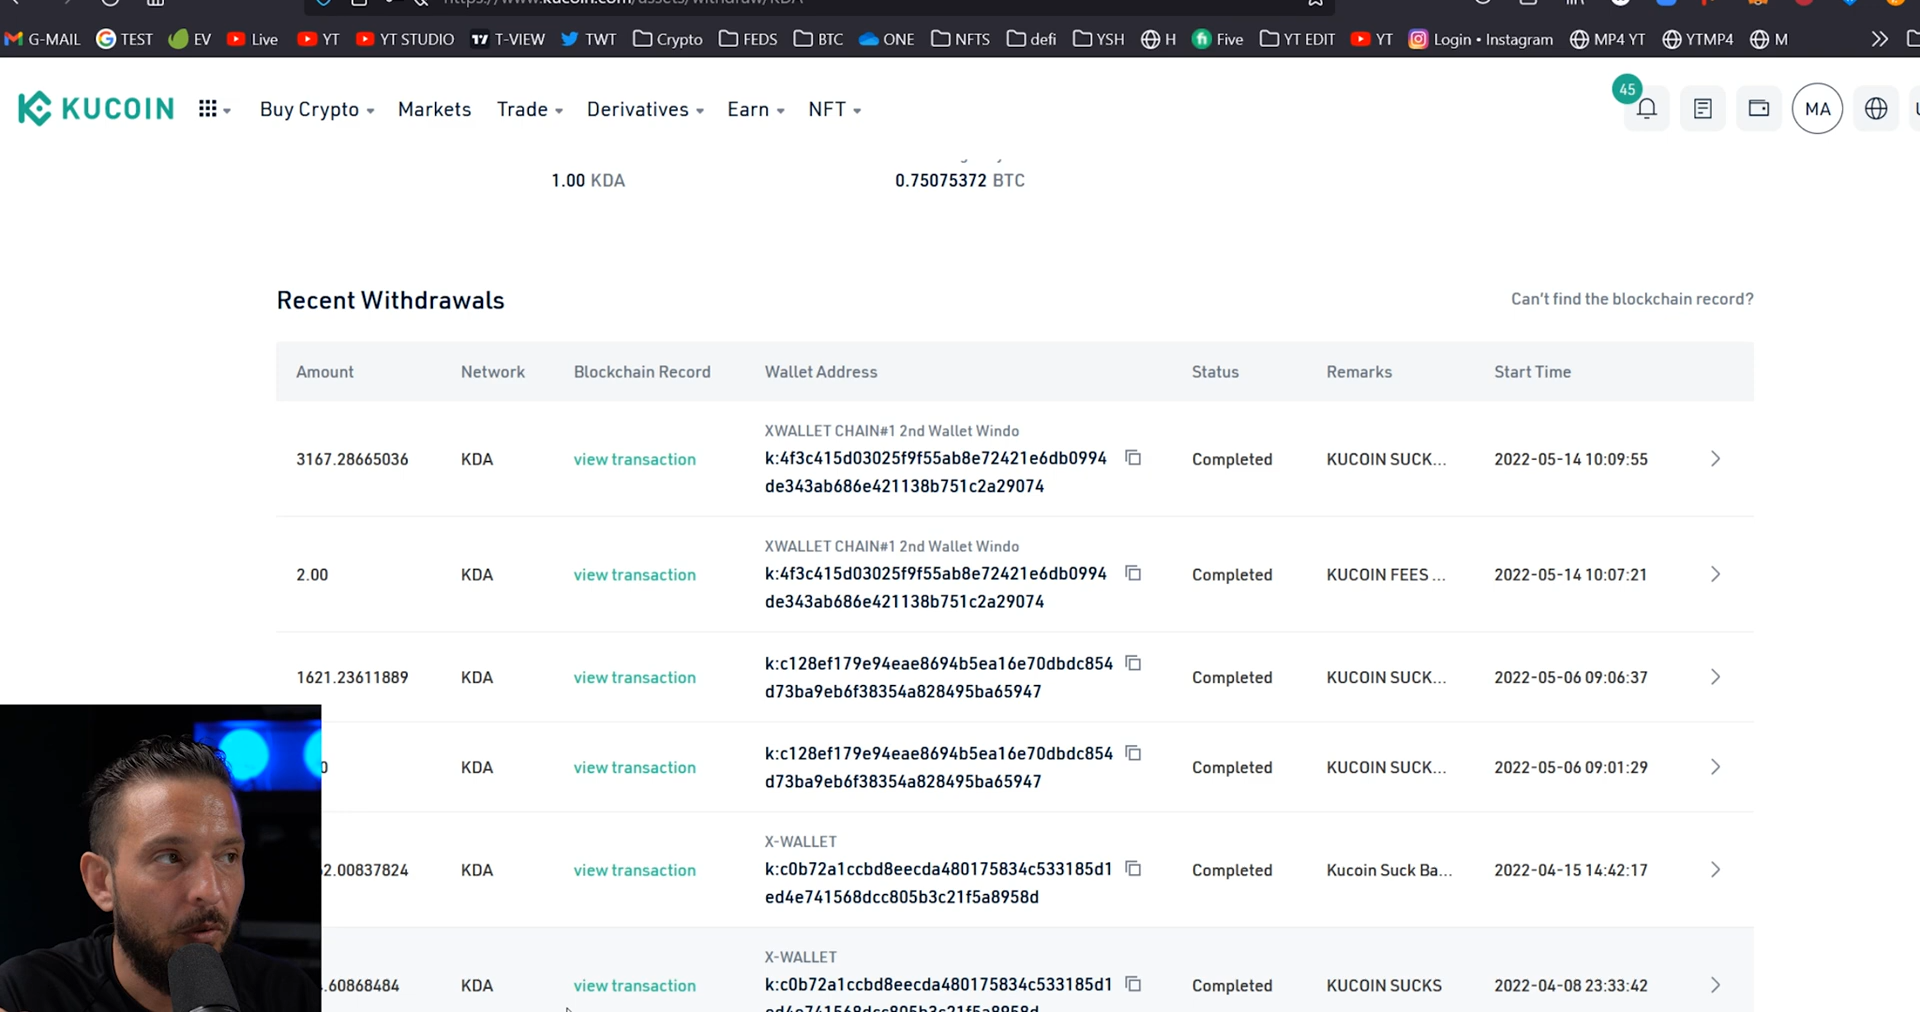 G-MAIL TEST EV Live YT YT STUDIO T-VIEW TWT Crypto FEDS BTC ONE NFTS defi YSH H Five YT EDIT YT Login • Instagram MP4 YT YTMP4 M
KUCOIN Buy Crypto Markets Trade Derivatives Earn NFT 45 MA
1.00 KDA 0.75075372 BTC
Recent Withdrawals Can't find the blockchain record?
Amount Network Blockchain Record Wallet Address Status Remarks Start Time
XWALLET CHAIN#1 2nd Wallet Windo
3167.28665036 KDA view transaction k:4f3c415d03025f9f55ab8e72421e6db0994 Completed KUCOIN SUCK... 2022-05-14 10:09:55
de343ab686e421138b751c2a29074
XWALLET CHAIN#1 2nd Wallet Windo
2.00 KDA view transaction k:4f3c415d03025f9f55ab8e72421e6db0994 Completed KUCOIN FEES ... 2022-05-14 10:07:21
de343ab686e421138b751c2a29074
k:c128ef179e94eae8694b5ea16e70dbdc854
1621.23611889 KDA view transaction Completed KUCOIN SUCK... 2022-05-06 09:06:37
d73ba9eb6f38354a828495ba65947
k:c128ef179e94eae8694b5ea16e70dbdc854
0 KDA view transaction Completed KUCOIN SUCK... 2022-05-06 09:01:29
d73ba9eb6f38354a828495ba65947
X-WALLET
2.00837824 KDA view transaction k:c0b72a1ccbd8eecda480175834c533185d1 Completed Kucoin Suck Ba... 2022-04-15 14:42:17
ed4e741568dcc805b3c21f5a8958d
X-WALLET
.60868484 KDA view transaction k:c0b72a1ccbd8eecda480175834c533185d1 Completed KUCOIN SUCKS 2022-04-08 23:33:42